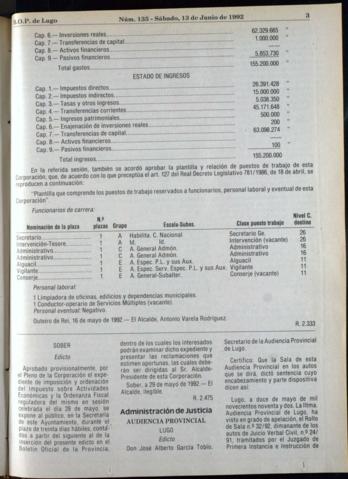 B.O.P. de Lugo Núm. 135 - Sábado, 13 de Junio de 1992 3
Cap. 6.— Inversiones reales 62.329.665 "
Cap. 7.— Transferencias de capital 1.000.000 "
Cap. 8.— Activos financieros
Cap. 9.— Pasivos financieros 5.853.730 "
Total gastos 155.200.000 "
ESTADO DE INGRESOS
Cap. 1.— Impuestos directos 26.391.428 "
Cap. 2.— Impuestos indirectos 15.000.000 "
Cap. 3.— Tasas y otros ingresos 5.038.350 "
Cap. 4.— Transferencias corrientes 45.171.648 "
Cap. 5.— Ingresos patrimoniales 500.000 "
Cap. 6.— Enajenación de inversiones reales 200 "
Cap. 7.— Transferencias de capital 63.098.274 "
Cap. 8.— Activos financieros
Cap. 9.— Pasivos financieros 100 "
Total ingresos 155.200.000 "
En la referida sesión, también se acordó aprobar la plantilla y relación de puestos de trabajo de esta
Corporación, que, de acuerdo con lo que preceptúa el art. 127 del Real Decreto Legislativo 781/1986, de 18 de abril, se
reproducen a continuación:
"Plantilla que comprende los puestos de trabajo reservados a funcionarios, personal laboral y eventual de esta
Corporación".
Funcionarios de carrera:
Nominación de la plaza N.º plazas Grupo Escala-Subes. Clase puesto trabajo Nivel C. destino
Secretario 1 A Habilita. C. Nacional Secretario Ge. 26
Intervención-Tesore. 1 A Id. Id. Intervención (vacante) 26
Administrativo 1 C A. General Admón. Administrativo 16
Administrativo 1 C A. General Admón. Administrativo 16
Alguacil 1 E A. Espec. P.L. y sus Aux. Alguacil 11
Vigilante 1 E A. Espec. Serv. Espec. P.L. y sus Aux. Vigilante 11
Conserje 1 E A. General-Subalter. Conserje (vacante) 11
Personal laboral:
1 Limpiadora de oficinas, edificios y dependencias municipales.
1 Conductor-operario de Servicios Múltiples (vacante).
Personal eventual: Negativo.
Outeiro de Rei, 16 de mayo de 1992.— El Alcalde, Antonio Varela Rodríguez.
R. 2.333
SOBER
Edicto
Aprobado provisionalmente, por
el Pleno de la Corporación el expe-
diente de imposición y ordenación
del Impuesto sobre Actividades
Económicas y la Ordenanza Fiscal
reguladora del mismo en sesión
celebrada el día 28 de mayo, se
expone al público, en la Secretaría
de este Ayuntamiento, durante el
plazo de treinta días hábiles, conta-
dos a partir del siguiente al de la
inserción del presente edicto en el
Boletín Oficial de la Provincia,
dentro de los cuales los interesados
podrán examinar dicho expediente y
presentar las reclamaciones que
estimen oportunas, las cuales debe-
rán ser dirigidas al Sr. Alcalde-
Presidente de esta Corporación.
Sober, a 29 de mayo de 1992.— El
Alcalde, ilegible.
R. 2.475
Administración de Justicia
AUDIENCIA PROVINCIAL
LUGO
Edicto
Don José Alberto García Toblo,
Secretario de la Audiencia Provincial
de Lugo.
Certifico: Que la Sala de esta
Audiencia Provincial en los autos
que se dirá, dictó sentencia cuyo
encabezamiento y parte dispositiva
dicen así:
Lugo, a doce de mayo de mil
novecientos noventa y dos. La Iltma.
Audiencia Provincial de Lugo, ha
visto en grado de apelación, el Rollo
de Sala n.º 92/92, dimanante de los
autos de Juicio Verbal Civil, n.º 24/
91, tramitados por el Juzgado de
Primera Instancia e Instrucción de